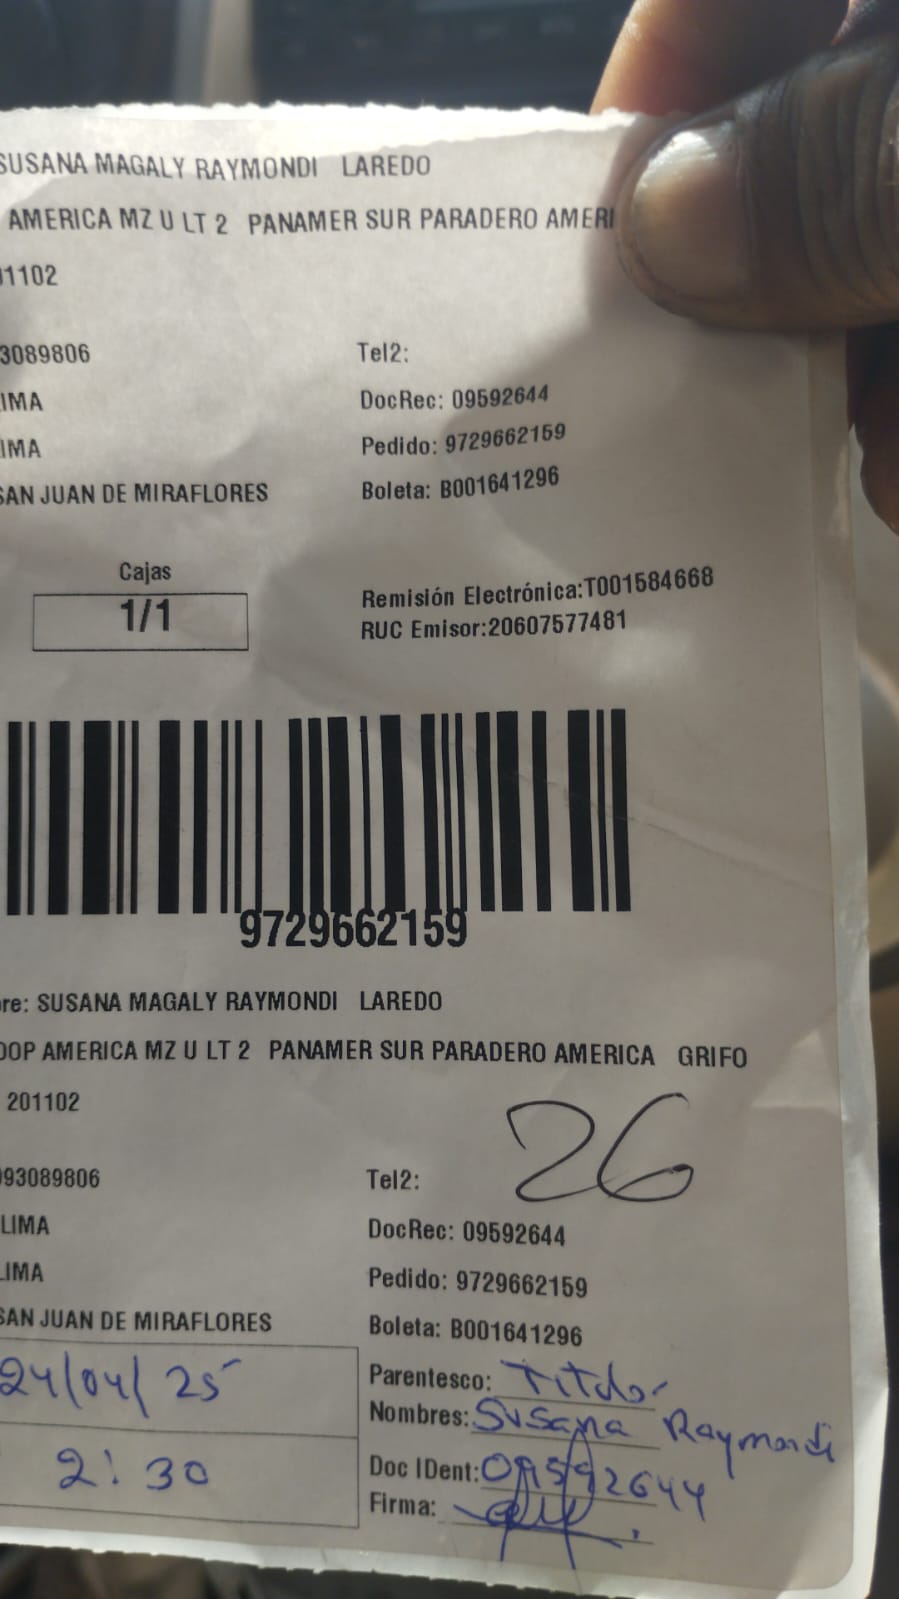 SUSANA MAGALY RAYMONDI LAREDO
AMERICA MZ U LT 2 PANAMER SUR PARADERO AMERI
01102
3089806 Tel2:
IMA DocRec: 09592644
IMA Pedido: 9729662159
SAN JUAN DE MIRAFLORES Boleta: B001641296
Cajas
1/1
Remisión Electrónica:T001584668
RUC Emisor:20607577481
9729662159
re: SUSANA MAGALY RAYMONDI LAREDO
OOP AMERICA MZ U LT 2 PANAMER SUR PARADERO AMERICA GRIFO
201102
26
93089806 Tel2:
LIMA DocRec: 09592644
LIMA Pedido: 9729662159
SAN JUAN DE MIRAFLORES Boleta: B001641296
24/04/25 Parentesco: Titular
Nombres: Susana Raymondi
2:30 Doc IDent: 09592644
Firma: